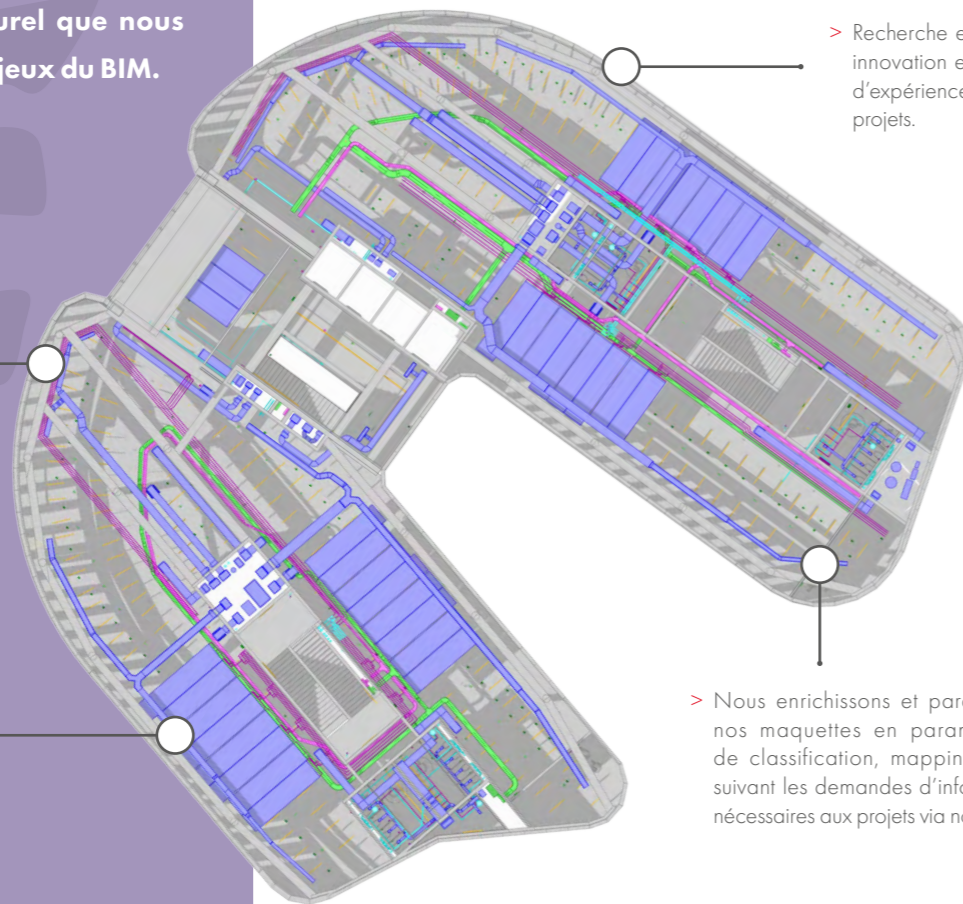 urel que nous
jeux du BIM.
> Recherche e
innovation e
d’expérience
projets.
> Nous enrichissons et par
nos maquettes en para
de classification, mappin
suivant les demandes d’info
nécessaires aux projets via n